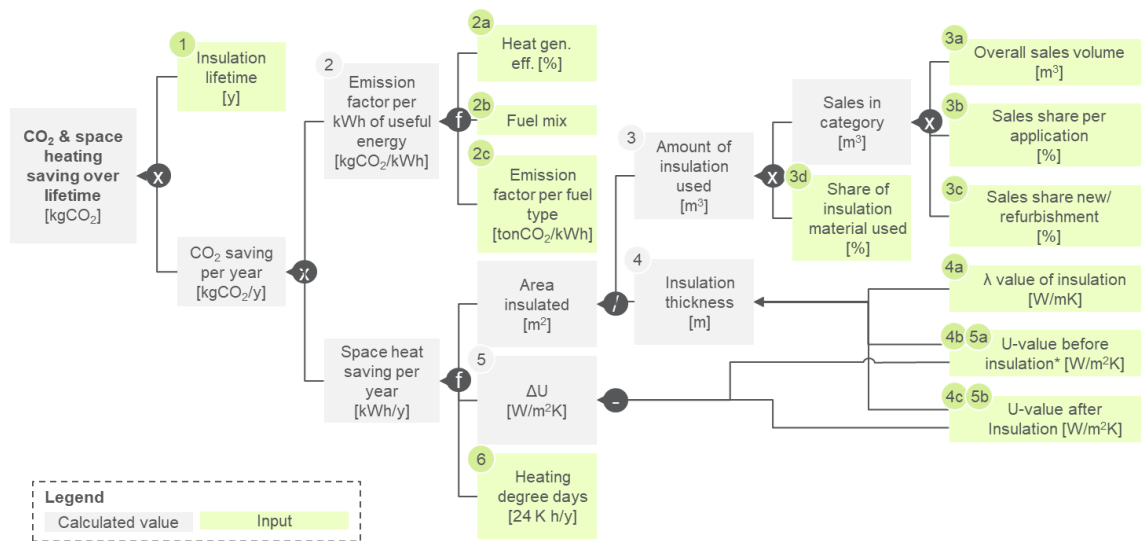 1
Insulation
lifetime
[y]
CO₂ & space
heating
saving over
lifetime
[kgCO₂]
x
CO₂ saving
per year
[kgCO₂/y]
x
2
Emission
factor per
kWh of useful
energy
[kgCO₂/kWh]
f
2a
Heat gen.
eff. [%]
2b
Fuel mix
2c
Emission
factor per fuel
type
[tonCO₂/kWh]
Space heat
saving per
year
[kWh/y]
f
Area
insulated
[m²]
/
5
ΔU
[W/m²K]
-
6
Heating
degree days
[24 K h/y]
3
Amount of
insulation
used
[m³]
x
4
Insulation
thickness
[m]
Sales in
category
[m³]
x
3d
Share of
insulation
material used
[%]
3a
Overall sales volume
[m³]
3b
Sales share per
application
[%]
3c
Sales share new/
refurbishment
[%]
4a
λ value of insulation
[W/mK]
4b 5a
U-value before
insulation* [W/m²K]
4c 5b
U-value after
Insulation [W/m²K]
Legend
Calculated value
Input